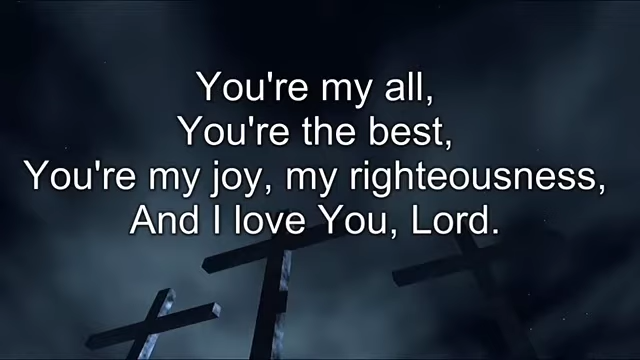 You're my all,
You're the best,
You're my joy, my righteousness,
And I love You, Lord.